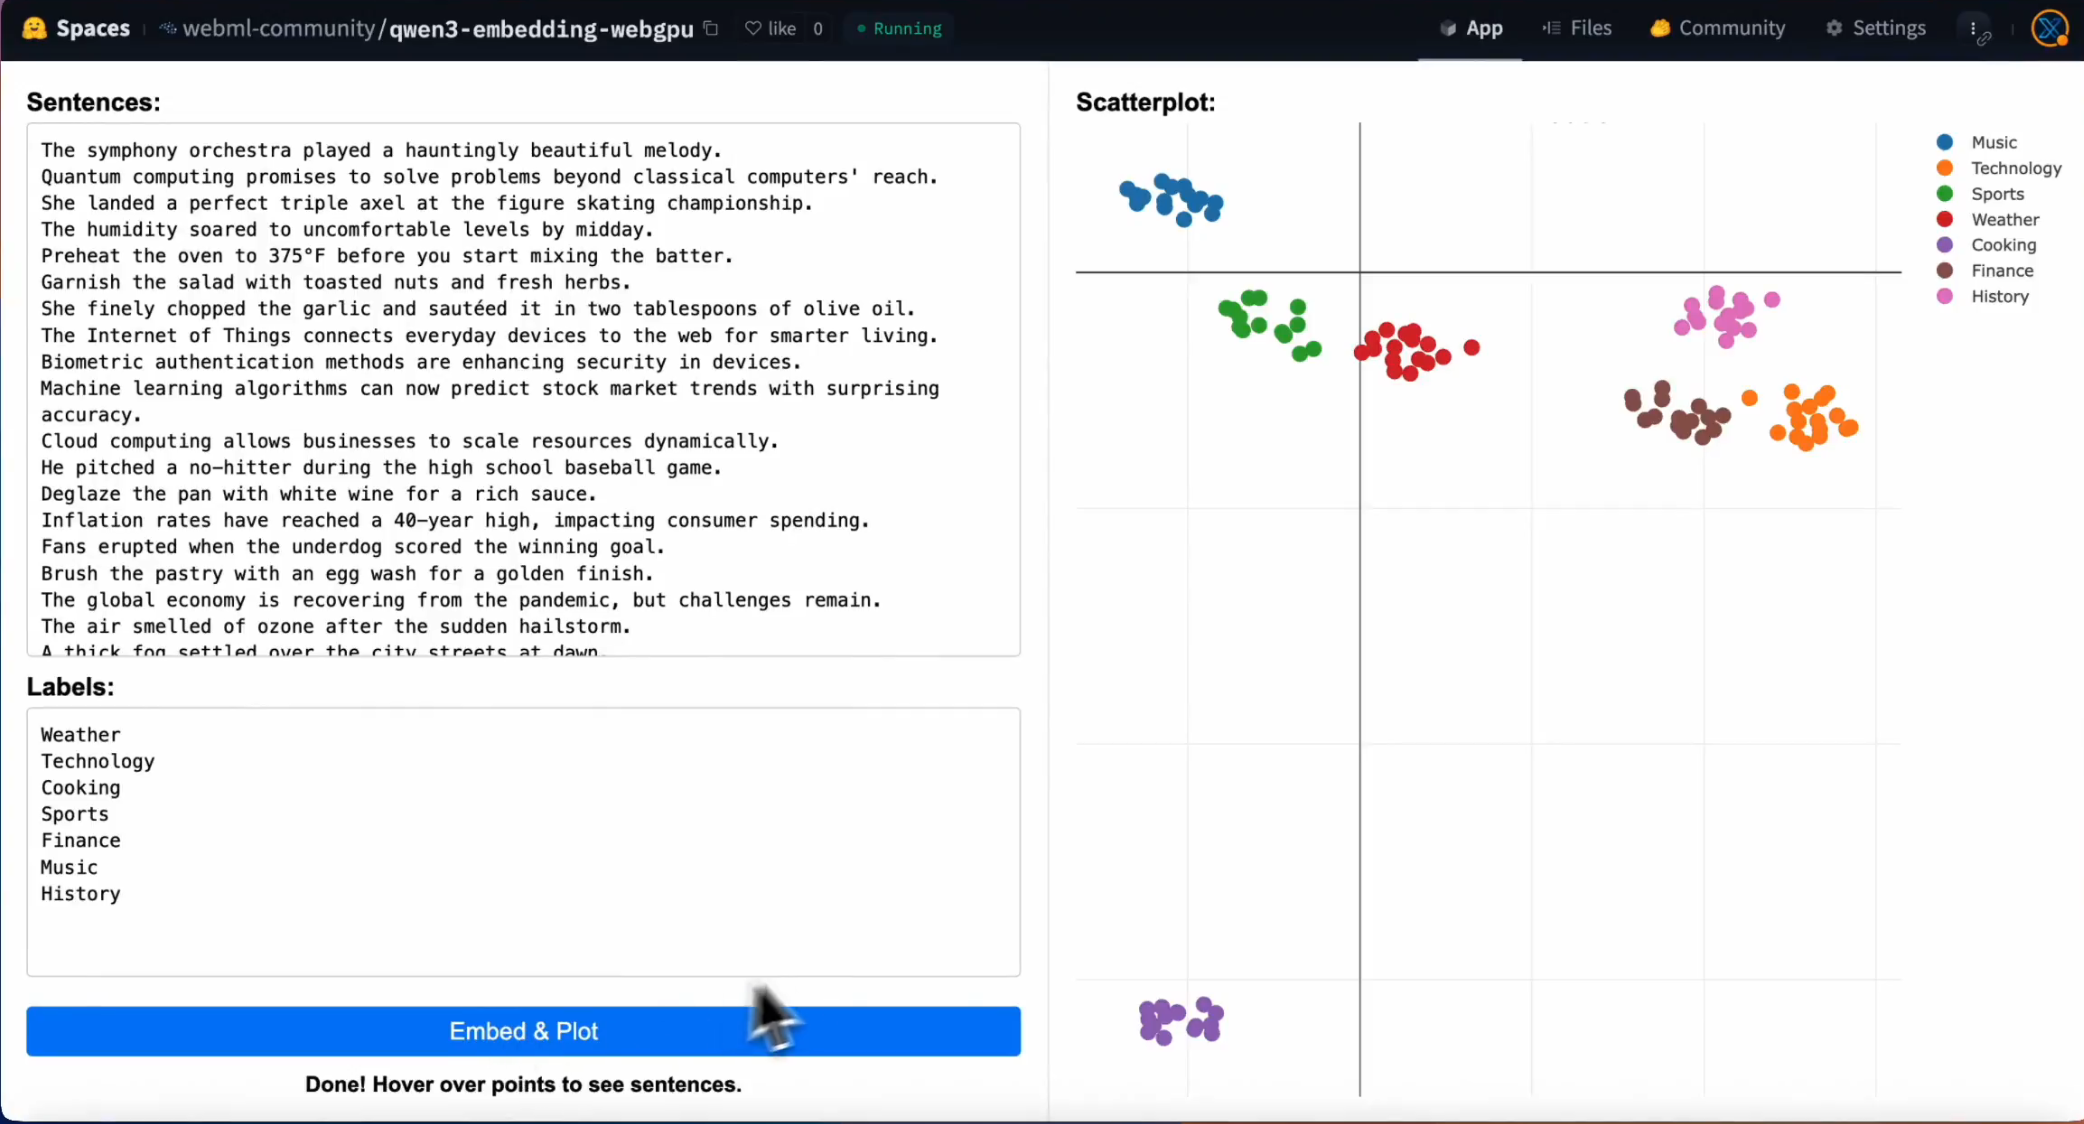 Spaces webml-community/qwen3-embedding-webgpu like 0 Running App Files Community Settings
Sentences:
The symphony orchestra played a hauntingly beautiful melody.
Quantum computing promises to solve problems beyond classical computers' reach.
She landed a perfect triple axel at the figure skating championship.
The humidity soared to uncomfortable levels by midday.
Preheat the oven to 375°F before you start mixing the batter.
Garnish the salad with toasted nuts and fresh herbs.
She finely chopped the garlic and sautéed it in two tablespoons of olive oil.
The Internet of Things connects everyday devices to the web for smarter living.
Biometric authentication methods are enhancing security in devices.
Machine learning algorithms can now predict stock market trends with surprising
accuracy.
Cloud computing allows businesses to scale resources dynamically.
He pitched a no-hitter during the high school baseball game.
Deglaze the pan with white wine for a rich sauce.
Inflation rates have reached a 40-year high, impacting consumer spending.
Fans erupted when the underdog scored the winning goal.
Brush the pastry with an egg wash for a golden finish.
The global economy is recovering from the pandemic, but challenges remain.
The air smelled of ozone after the sudden hailstorm.
A thick fog settled over the city streets at dawn.
Labels:
Weather
Technology
Cooking
Sports
Finance
Music
History
Embed & Plot
Done! Hover over points to see sentences.
Scatterplot:
Music
Technology
Sports
Weather
Cooking
Finance
History